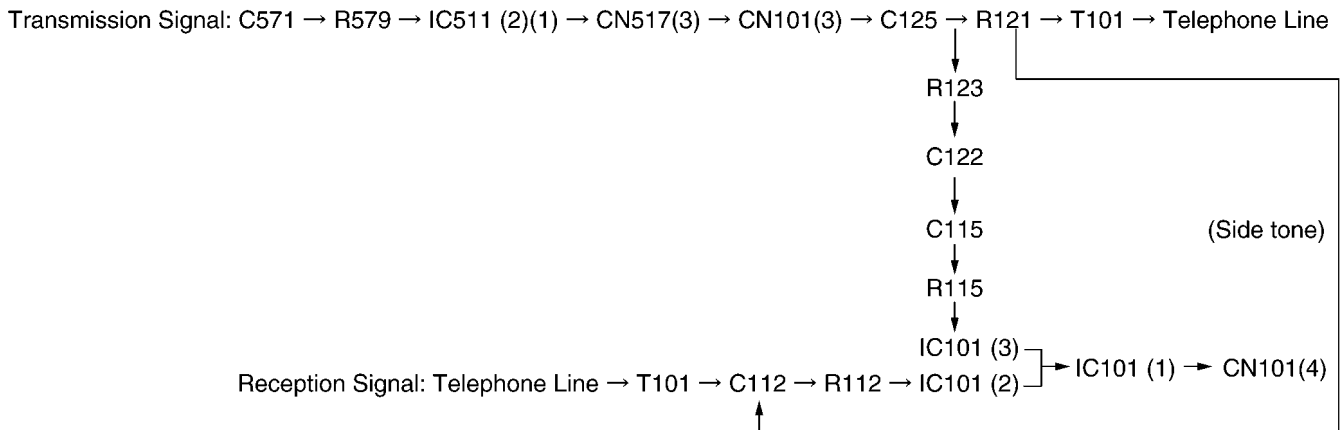 Transmission Signal: C571 → R579 → IC511 (2)(1) → CN517(3) → CN101(3) → C125 → R121 → T101 → Telephone Line
R123
C122
C115 (Side tone)
R115
IC101 (3)
IC101 (1) → CN101(4)
Reception Signal: Telephone Line → T101 → C112 → R112 → IC101 (2)